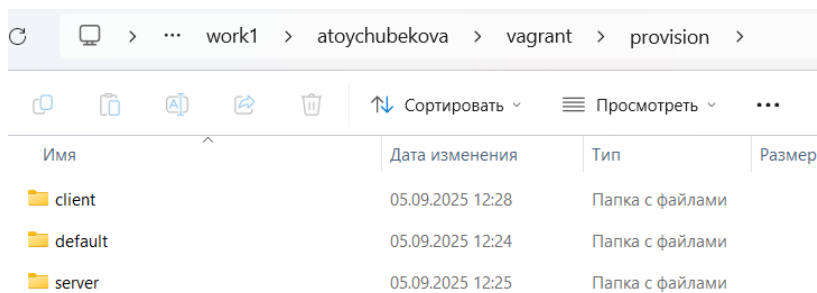 ... work1 > atoychubekova > vagrant > provision >
Сортировать Просмотреть ...
Имя Дата изменения Тип Размер
client 05.09.2025 12:28 Папка с файлами
default 05.09.2025 12:24 Папка с файлами
server 05.09.2025 12:25 Папка с файлами